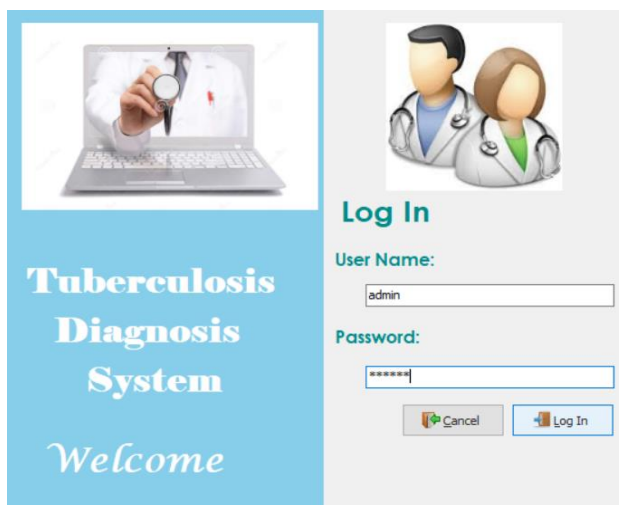 Tuberculosis
Diagnosis
System
Welcome
Log In
User Name:
admin
Password:
******
Cancel
Log In